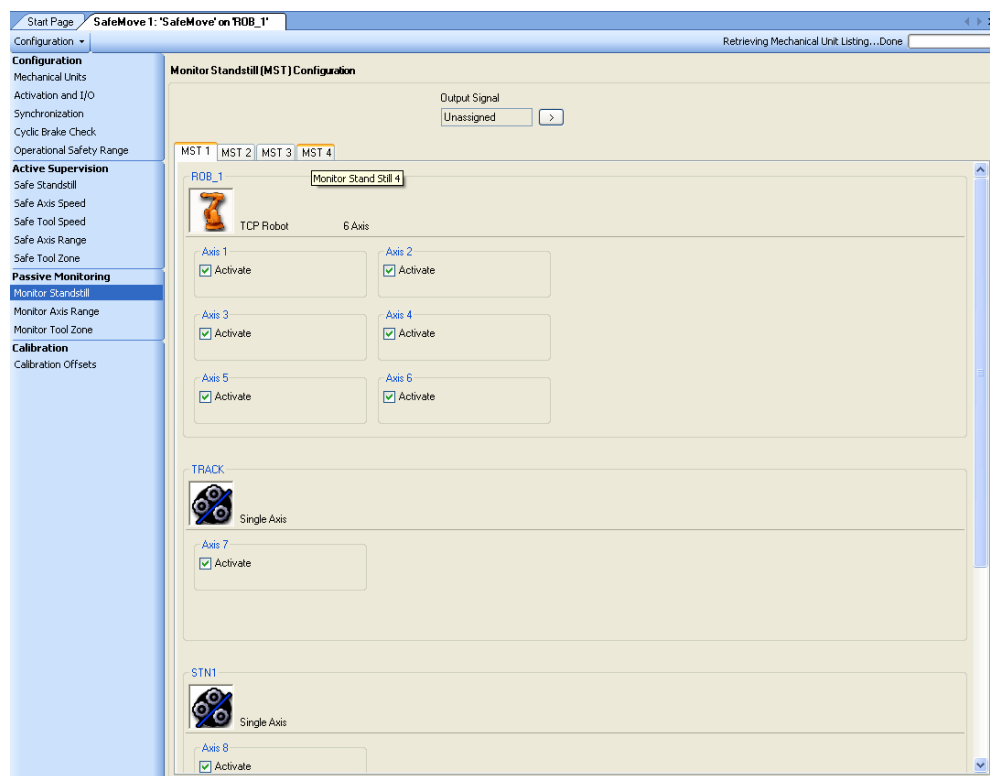 Start Page
SafeMove 1: 'SafeMove' on 'ROB_1'
Configuration
Retrieving Mechanical Unit Listing...Done
Configuration
Mechanical Units
Activation and I/O
Synchronization
Cyclic Brake Check
Operational Safety Range
Active Supervision
Safe Standstill
Safe Axis Speed
Safe Tool Speed
Safe Axis Range
Safe Tool Zone
Passive Monitoring
Monitor Standstill
Monitor Axis Range
Monitor Tool Zone
Calibration
Calibration Offsets
Monitor Standstill (MST) Configuration
Output Signal
Unassigned >
MST 1 MST 2 MST 3 MST 4
Monitor Stand Still 4
ROB_1
TCP Robot 6 Axis
Axis 1 Axis 2
Activate Activate
Axis 3 Axis 4
Activate Activate
Axis 5 Axis 6
Activate Activate
TRACK
Single Axis
Axis 7
Activate
STN1
Single Axis
Axis 8
Activate